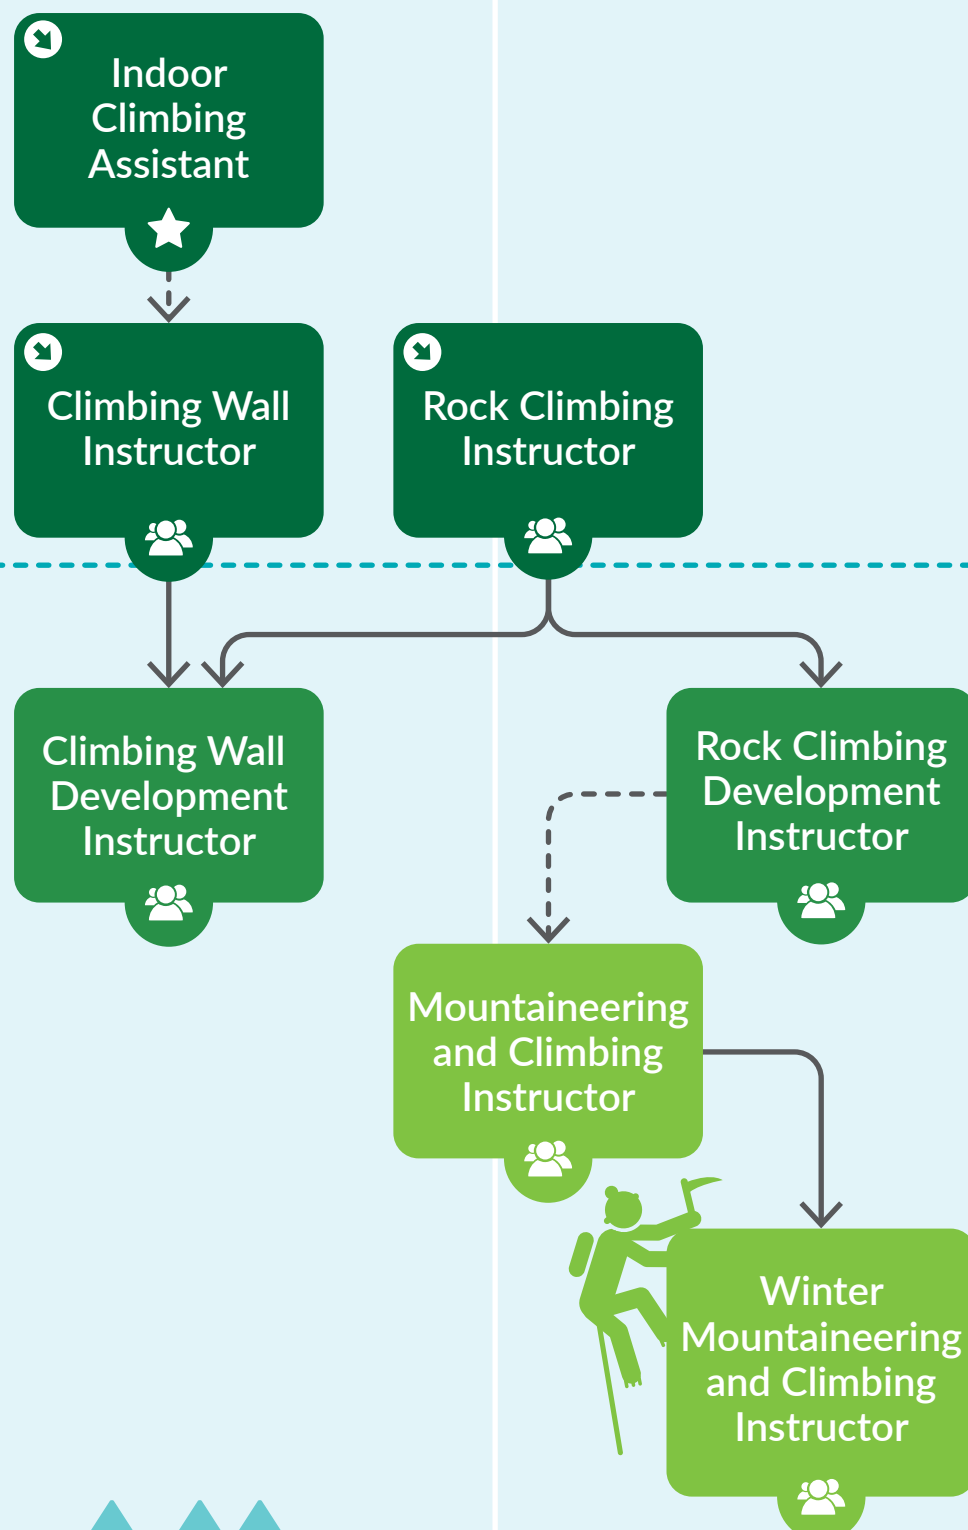 Indoor
Climbing
Assistant
Climbing Wall
Instructor
Rock Climbing
Instructor
Climbing Wall
Development
Instructor
Rock Climbing
Development
Instructor
Mountaineering
and Climbing
Instructor
Winter
Mountaineering
and Climbing
Instructor